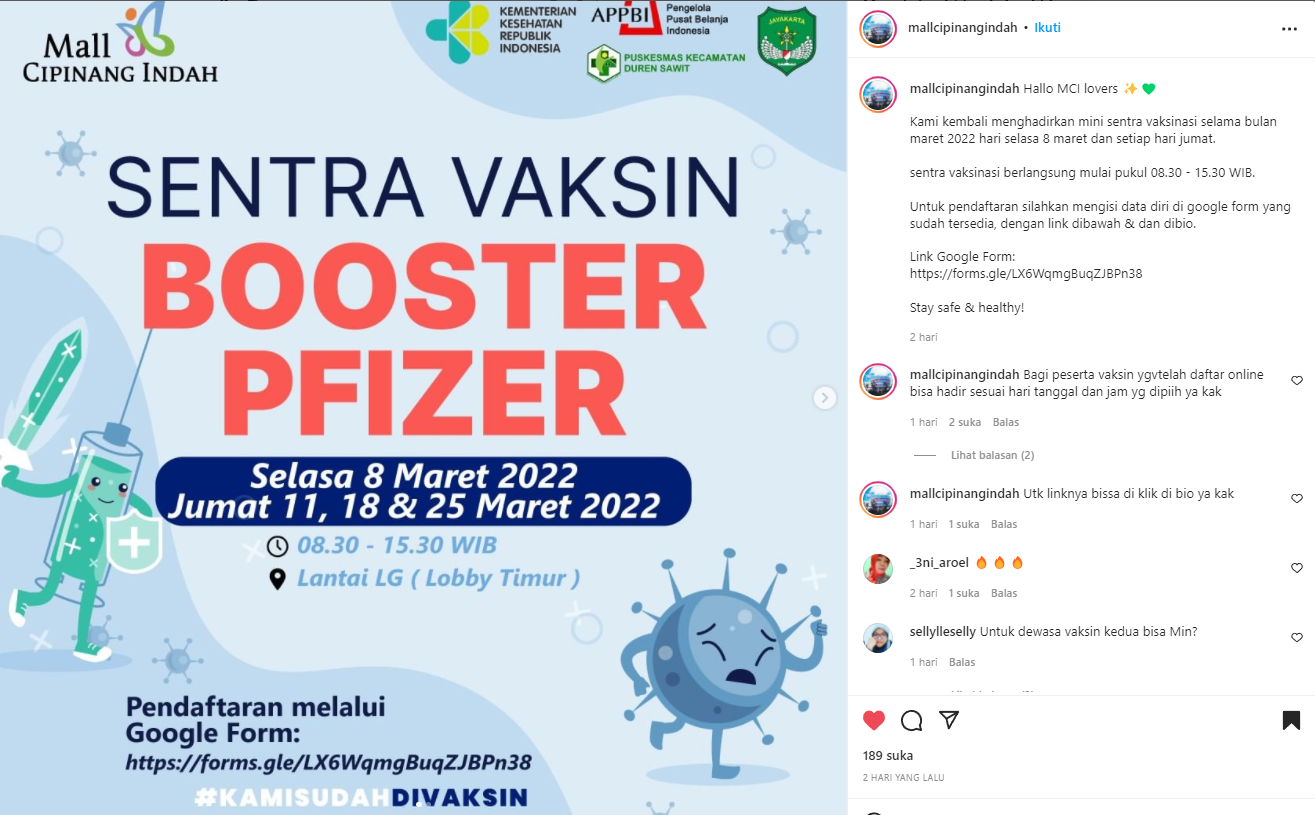 Mall
CIPINANG INDAH
KEMENTERIAN
KESEHATAN
REPUBLIK
INDONESIA
APPBI
Pengelola
Pusat Belanja
Indonesia
PUSKESMAS KECAMATAN
DUREN SAWIT
JAYAKARTA
SENTRA VAKSIN
BOOSTER
PFIZER
Selasa 8 Maret 2022
Jumat 11, 18 & 25 Maret 2022
08.30 - 15.30 WIB
Lantai LG ( Lobby Timur )
Pendaftaran melalui
Google Form:
https://forms.gle/LX6WqmgBuqZJBPn38
#KAMISUDAHDIVAKSIN
mallcipinangindah • Ikuti
mallcipinangindah Hallo MCI lovers ✨💚
Kami kembali menghadirkan mini sentra vaksinasi selama bulan
maret 2022 hari selasa 8 maret dan setiap hari jumat.
sentra vaksinasi berlangsung mulai pukul 08.30 - 15.30 WIB.
Untuk pendaftaran silahkan mengisi data diri di google form yang
sudah tersedia, dengan link dibawah & dan dibio.
Link Google Form:
https://forms.gle/LX6WqmgBuqZJBPn38
Stay safe & healthy!
2 hari
mallcipinangindah Bagi peserta vaksin ygvtelah daftar online
bisa hadir sesuai hari tanggal dan jam yg dipiih ya kak
1 hari 2 suka Balas
Lihat balasan (2)
mallcipinangindah Utk linknya bissa di klik di bio ya kak
1 hari 1 suka Balas
_3ni_aroel 🔥🔥🔥
2 hari 1 suka Balas
sellylleselly Untuk dewasa vaksin kedua bisa Min?
1 hari Balas
189 suka
2 HARI YANG LALU